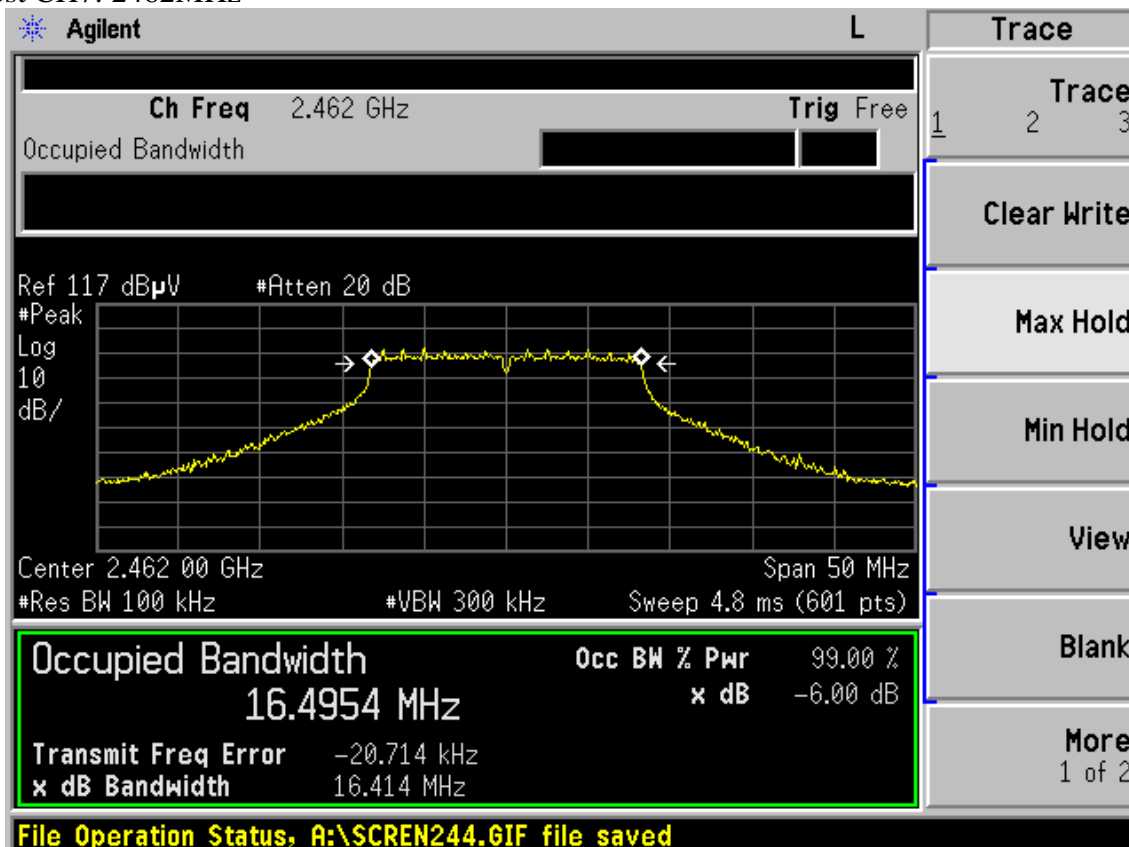 Agilent L
Ch Freq 2.462 GHz Trig Free
Occupied Bandwidth
Ref 117 dBµV #Atten 20 dB
#Peak
Log
10
dB/
Center 2.462 00 GHz Span 50 MHz
#Res BW 100 kHz #VBW 300 kHz Sweep 4.8 ms (601 pts)
Occupied Bandwidth
16.4954 MHz
Occ BW % Pwr 99.00 %
x dB -6.00 dB
Transmit Freq Error -20.714 kHz
x dB Bandwidth 16.414 MHz
File Operation Status, A:\SCREN244.GIF file saved
Trace
Trace
1 2 3
Clear Write
Max Hold
Min Hold
View
Blank
More
1 of 2